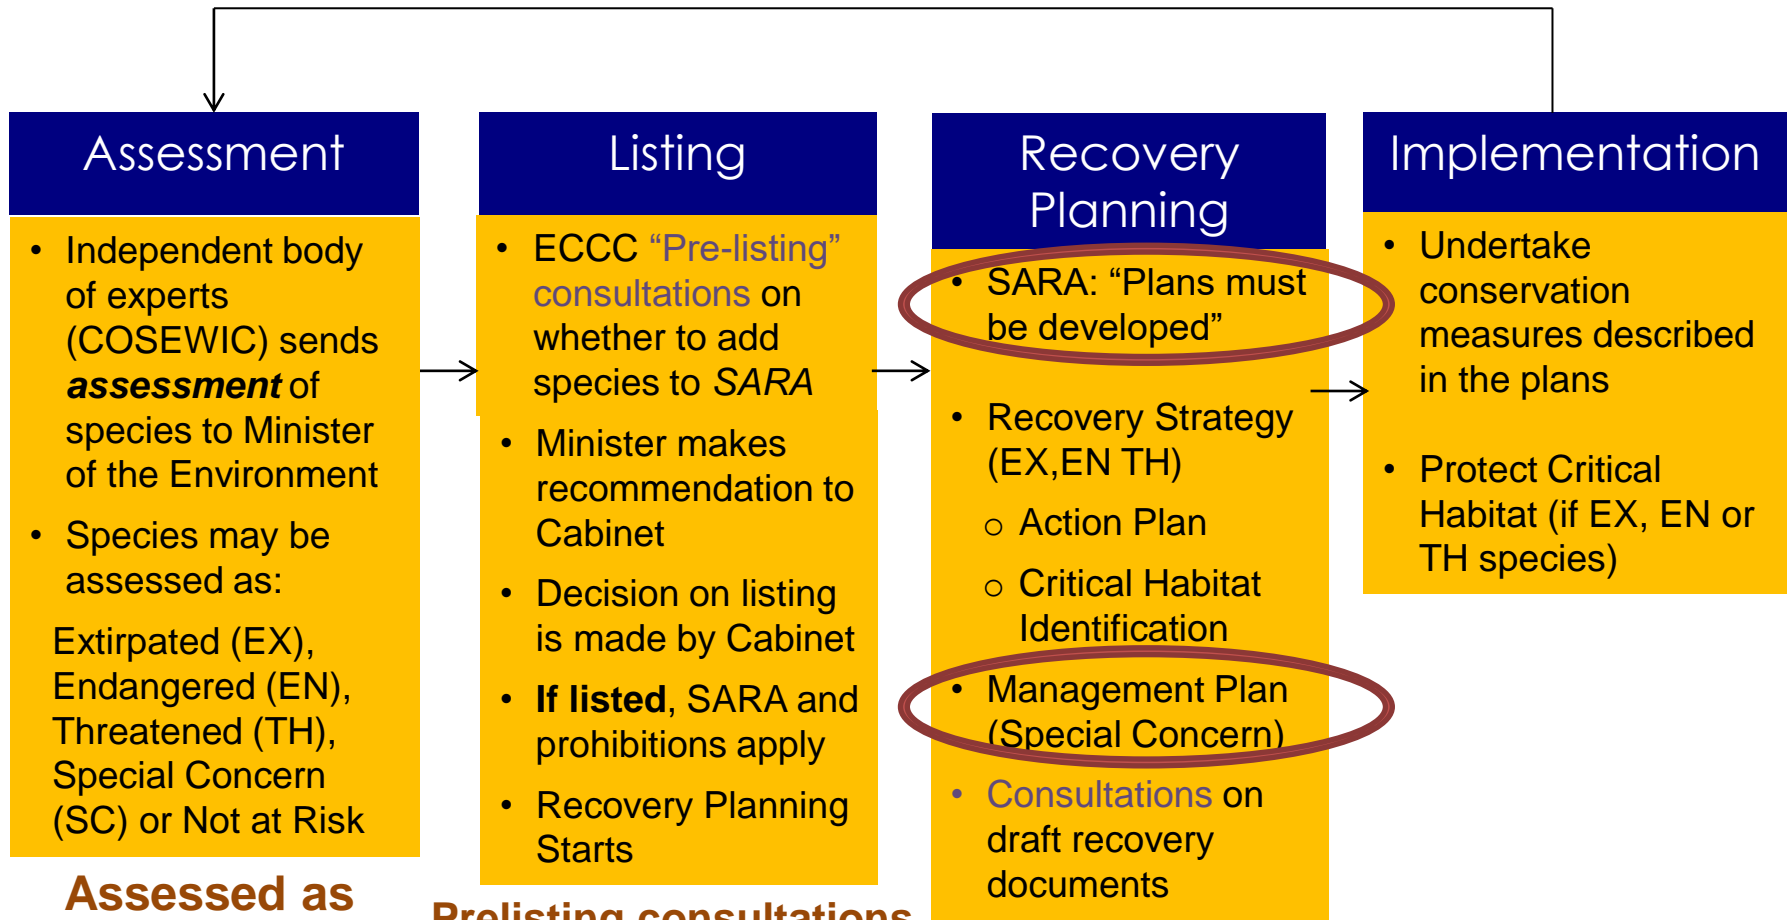 Assessment
• Independent body
of experts
(COSEWIC) sends
assessment of
species to Minister
of the Environment
• Species may be
assessed as:
Extirpated (EX),
Endangered (EN),
Threatened (TH),
Special Concern
(SC) or Not at Risk
Assessed as
Listing
• ECCC “Pre-listing”
consultations on
whether to add
species to SARA
• Minister makes
recommendation to
Cabinet
• Decision on listing
is made by Cabinet
• If listed, SARA and
prohibitions apply
• Recovery Planning
Starts
Prelisting consultations
Recovery
Planning
• SARA: “Plans must
be developed”
• Recovery Strategy
(EX,EN TH)
o Action Plan
o Critical Habitat
Identification
• Management Plan
(Special Concern)
• Consultations on
draft recovery
documents
Implementation
• Undertake
conservation
measures described
in the plans
• Protect Critical
Habitat (if EX, EN or
TH species)